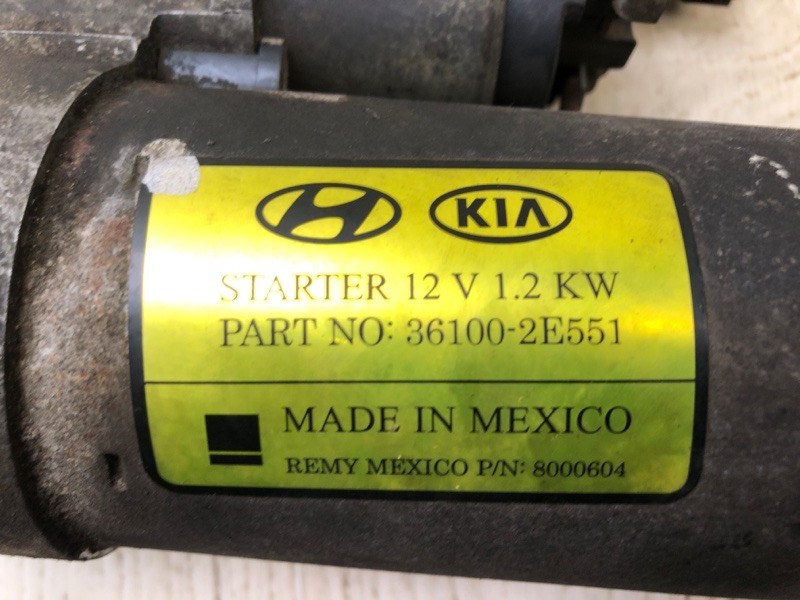 KIA
STARTER 12 V 1.2 KW
PART NO: 36100-2E551
MADE IN MEXICO
REMY MEXICO P/N: 8000604